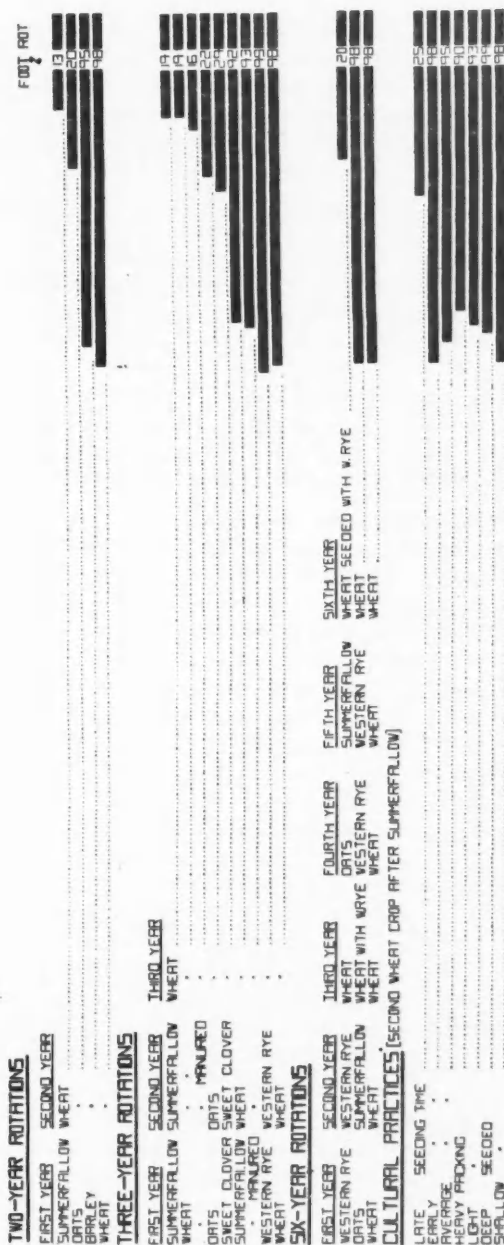 FOOT ROT
%
TWO-YEAR ROTATIONS
FIRST YEAR SECOND YEAR
SUMMERFALLOW WHEAT 13
OATS " 20
BARLEY " 95
WHEAT " 98
THREE-YEAR ROTATIONS
FIRST YEAR SECOND YEAR THIRD YEAR
SUMMERFALLOW SUMMERFALLOW WHEAT 19
WHEAT " " 19
" " MANURED " 16
OATS OATS " 22
SWEET CLOVER SWEET CLOVER " 29
SUMMERFALLOW WHEAT " 92
" MANURED " " 93
WESTERN RYE WESTERN RYE " 99
WHEAT WHEAT " 98
SIX-YEAR ROTATIONS
FIRST YEAR SECOND YEAR THIRD YEAR FOURTH YEAR FIFTH YEAR SIXTH YEAR
WESTERN RYE WESTERN RYE WHEAT OATS SUMMERFALLOW WHEAT SEEDED WITH W. RYE 20
OATS SUMMERFALLOW WHEAT WITH W.RYE WESTERN RYE WESTERN RYE WHEAT 98
WHEAT WHEAT WHEAT WHEAT WHEAT WHEAT 98
CULTURAL PRACTICES [SECOND WHEAT CROP AFTER SUMMERFALLOW]
LATE SEEDING TIME 25
EARLY " " 98
AVERAGE " " 95
HEAVY PACKING 90
LIGHT " 93
DEEP SEEDED
SHALLOW " 98